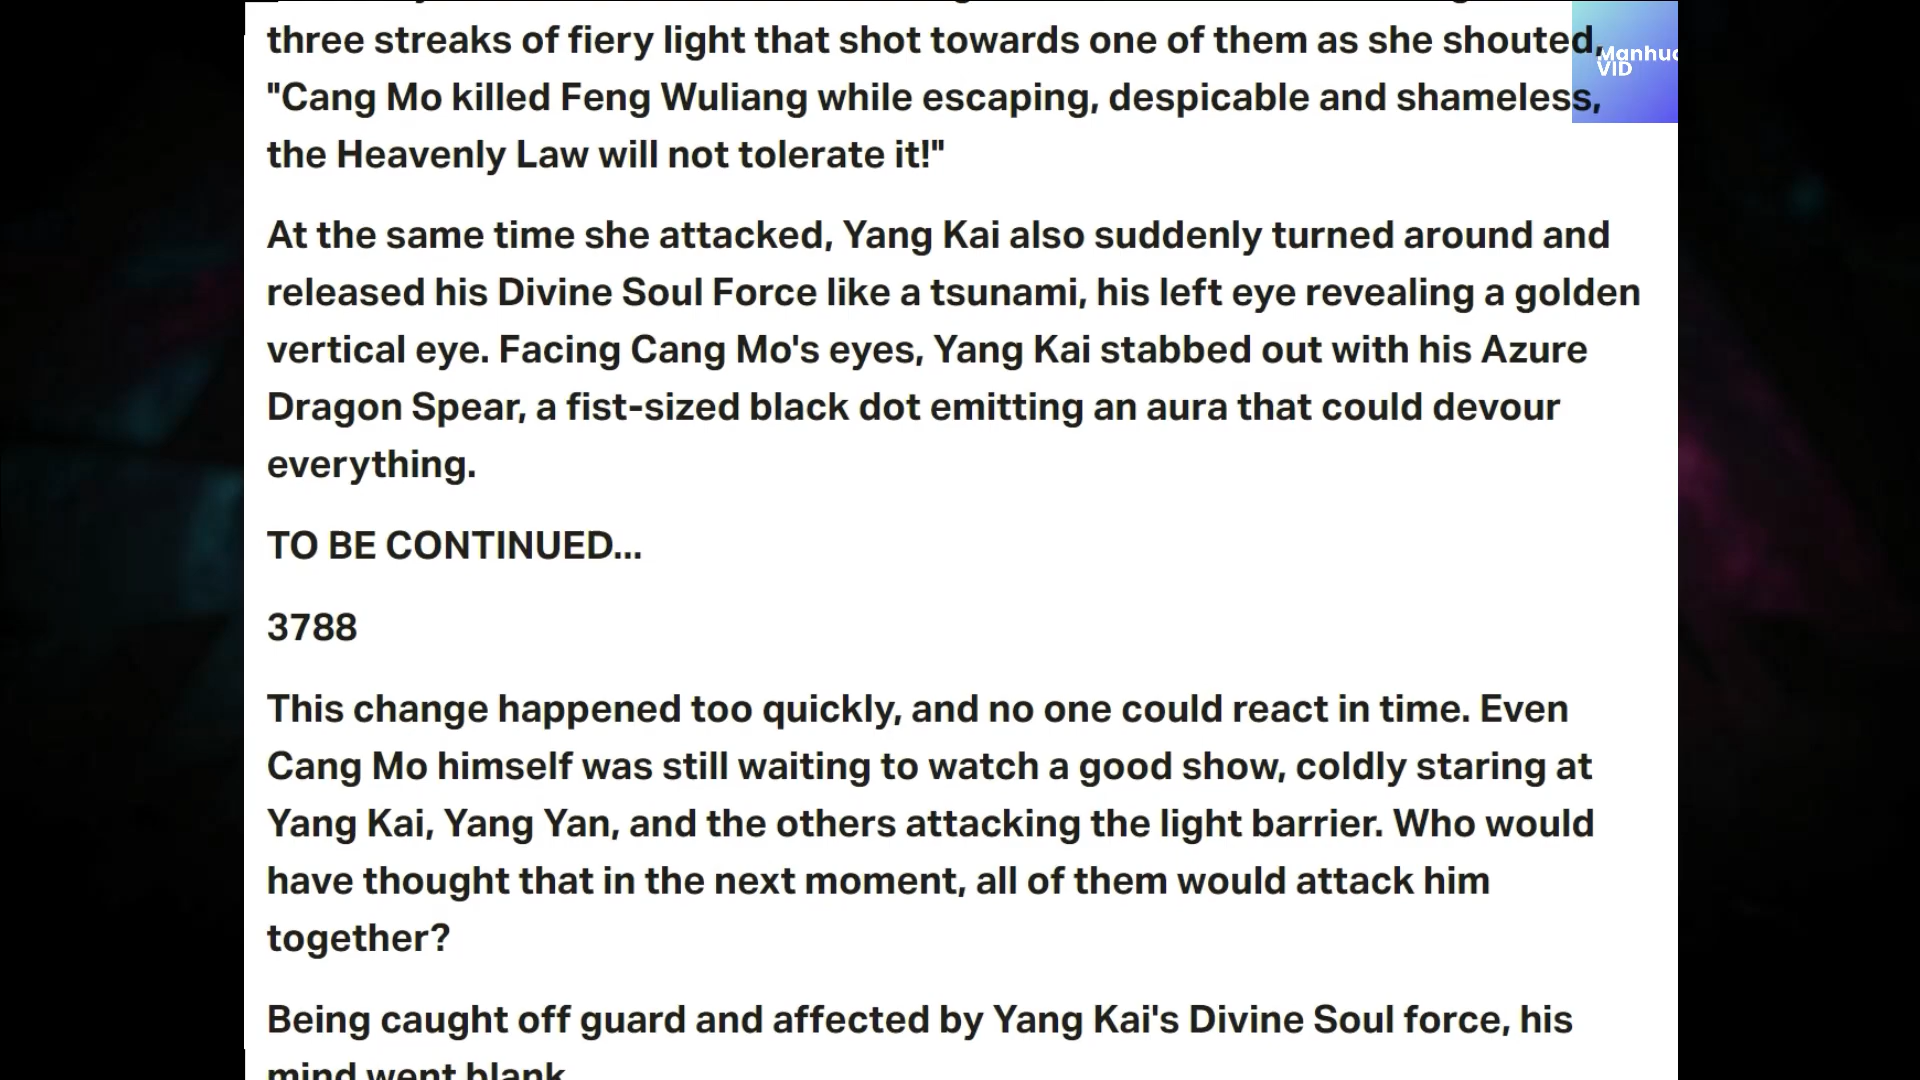 three streaks of fiery light that shot towards one of them as she shouted,
"Cang Mo killed Feng Wuliang while escaping, despicable and shameless,
the Heavenly Law will not tolerate it!"
At the same time she attacked, Yang Kai also suddenly turned around and
released his Divine Soul Force like a tsunami, his left eye revealing a golden
vertical eye. Facing Cang Mo's eyes, Yang Kai stabbed out with his Azure
Dragon Spear, a fist-sized black dot emitting an aura that could devour
everything.
TO BE CONTINUED...
3788
This change happened too quickly, and no one could react in time. Even
Cang Mo himself was still waiting to watch a good show, coldly staring at
Yang Kai, Yang Yan, and the others attacking the light barrier. Who would
have thought that in the next moment, all of them would attack him
together?
Being caught off guard and affected by Yang Kai's Divine Soul force, his
mind went blank.
Manhua
VID